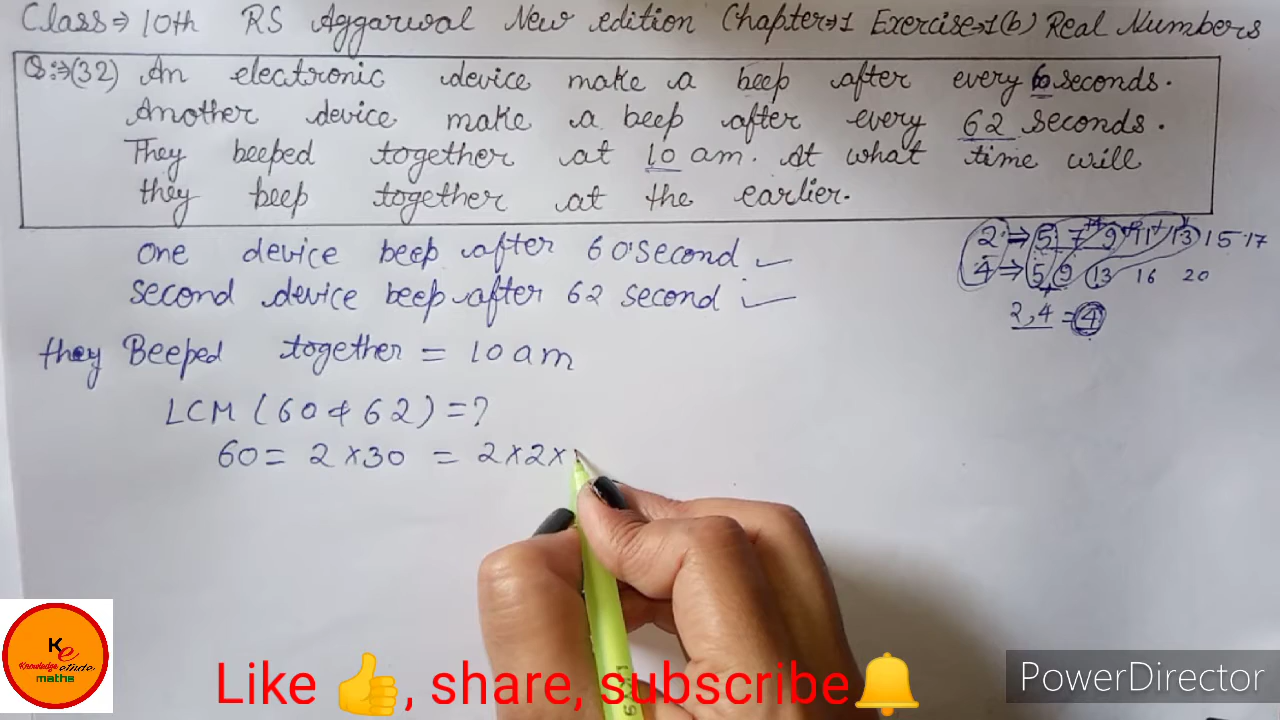 Class⇒10th RS Aggarwal New edition Chapter⇒1 Exercise⇒1(b) Real Numbers
Q:⇒(32) An electronic device make a beep after every 60 seconds.
Another device make a beep after every 62 seconds.
They beeped together at 10 am. At what time will
they beep together at the earlier.
One device beep after 60 second ✓
Second device beep after 62 second ✓
2⇒ 5 7 9 11 13 15 17
4⇒ 5 9 13 16 20
2,4 = 4
they Beeped together = 10 am
LCM (60 & 62) = ?
60 = 2 × 30 = 2×2×
Ke
Knowledge etude
maths
Like 👍, share, subscribe🔔
PowerDirector